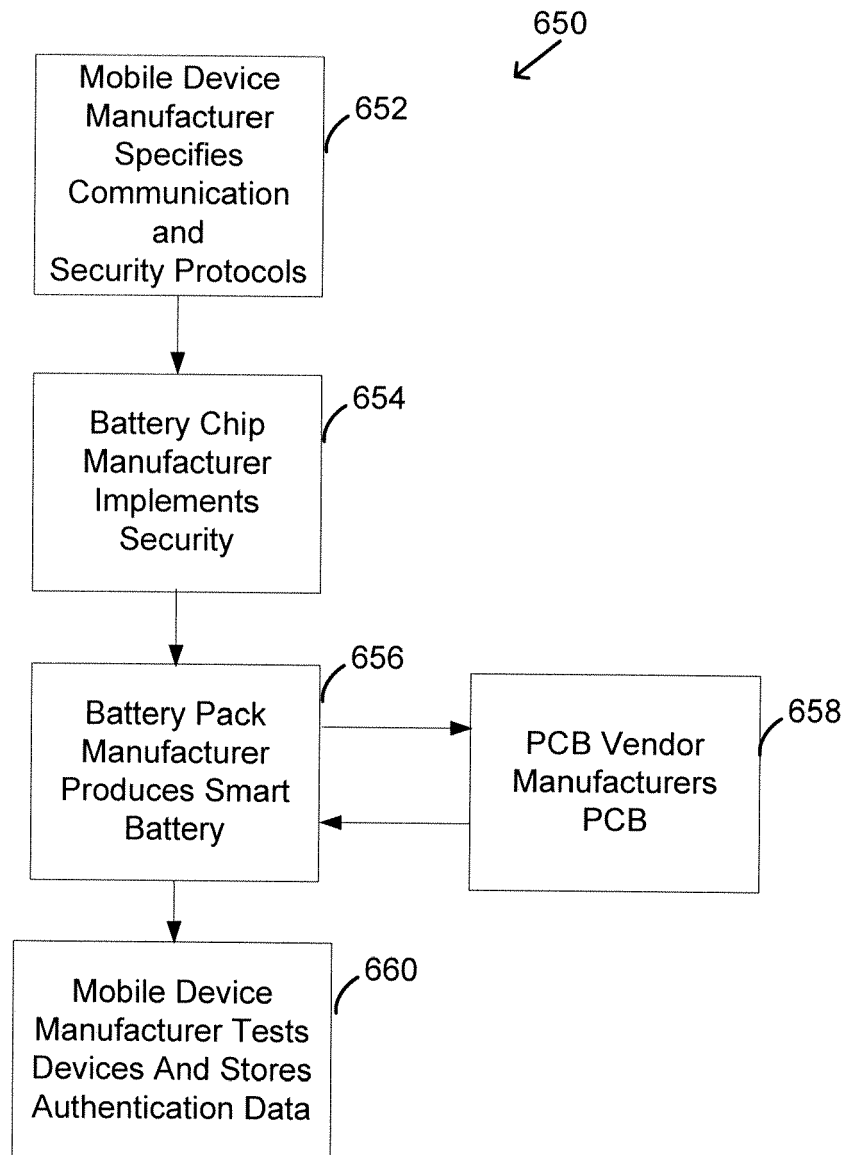 650
Mobile Device
Manufacturer
Specifies
Communication
and
Security Protocols
652
Battery Chip
Manufacturer
Implements
Security
654
Battery Pack
Manufacturer
Produces Smart
Battery
656
PCB Vendor
Manufacturers
PCB
658
Mobile Device
Manufacturer Tests
Devices And Stores
Authentication Data
660